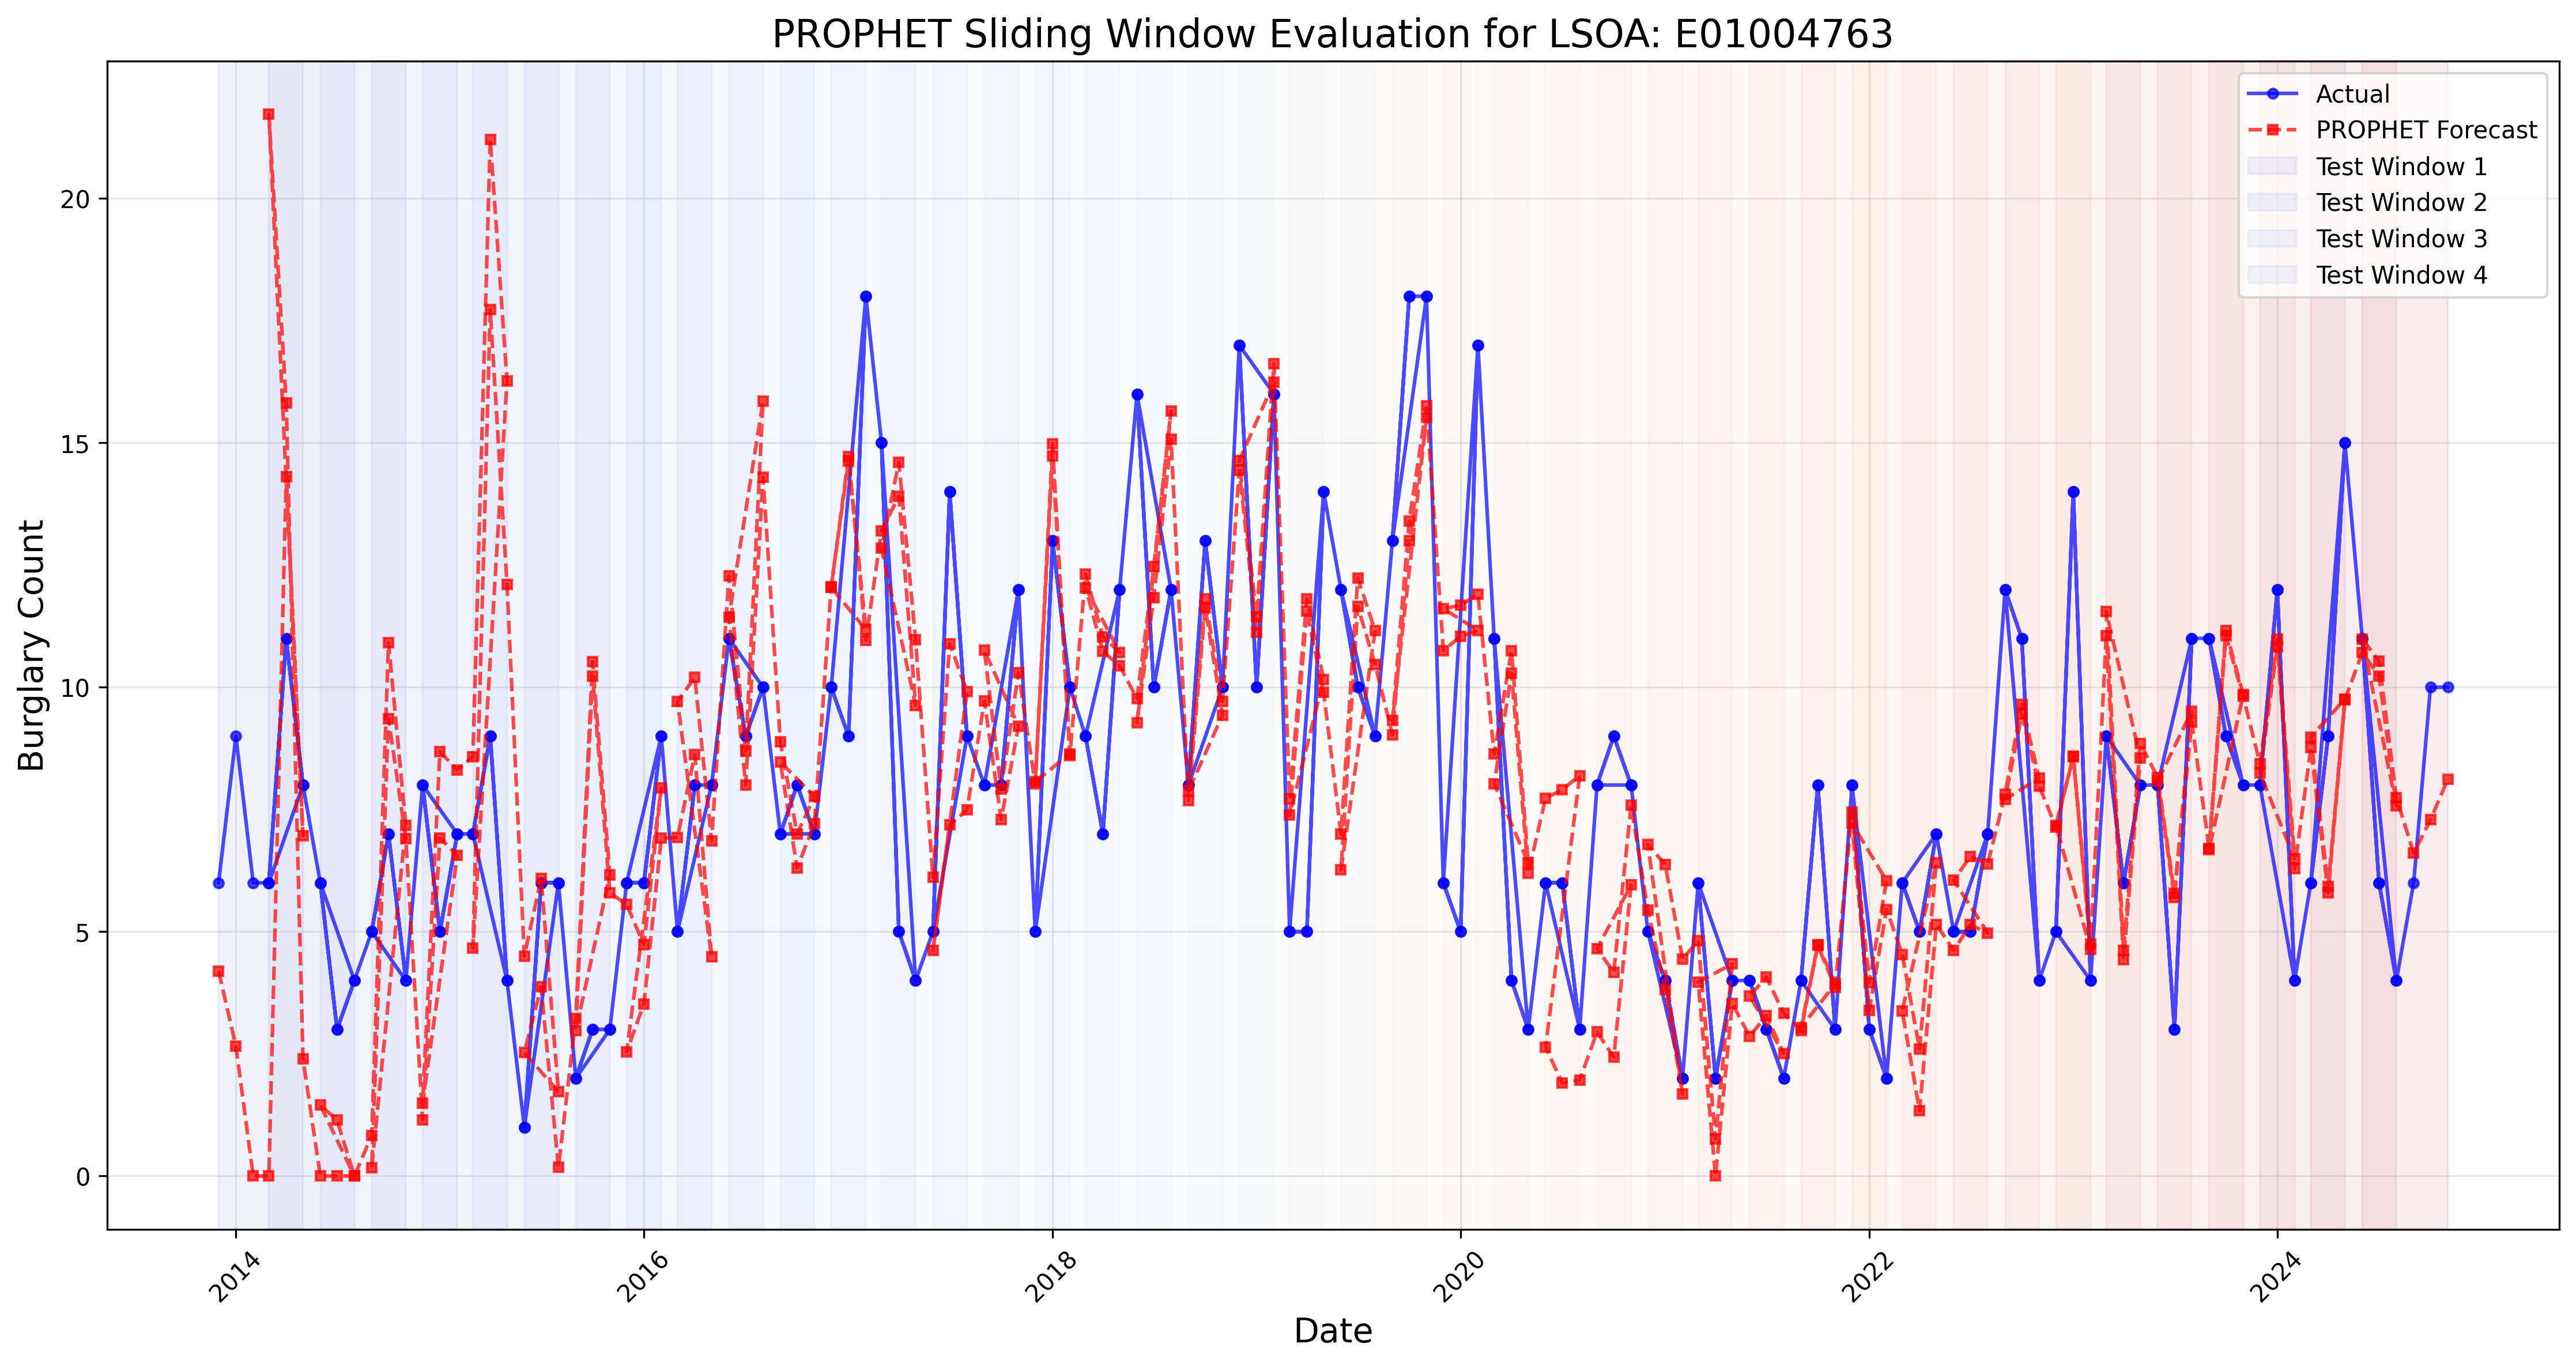 PROPHET Sliding Window Evaluation for LSOA: E01004763
Actual
PROPHET Forecast
Test Window 1
Test Window 2
Test Window 3
Test Window 4
Burglary Count
20
15
10
5
0
2014
2016
2018
2020
2022
2024
Date